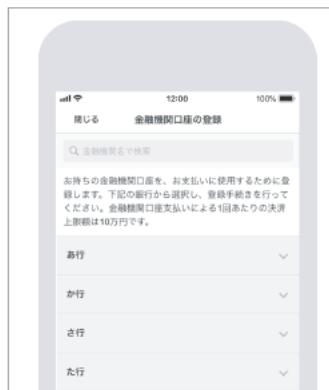 12:00 100%
閉じる 金融機関口座の登録
金融機関名で検索
お持ちの金融機関口座を、お支払いに使用するために登
録します。下記の銀行から選択し、登録手続きを行って
ください。金融機関口座支払いによる1回あたりの決済
上限額は10万円です。
あ行
か行
さ行
た行